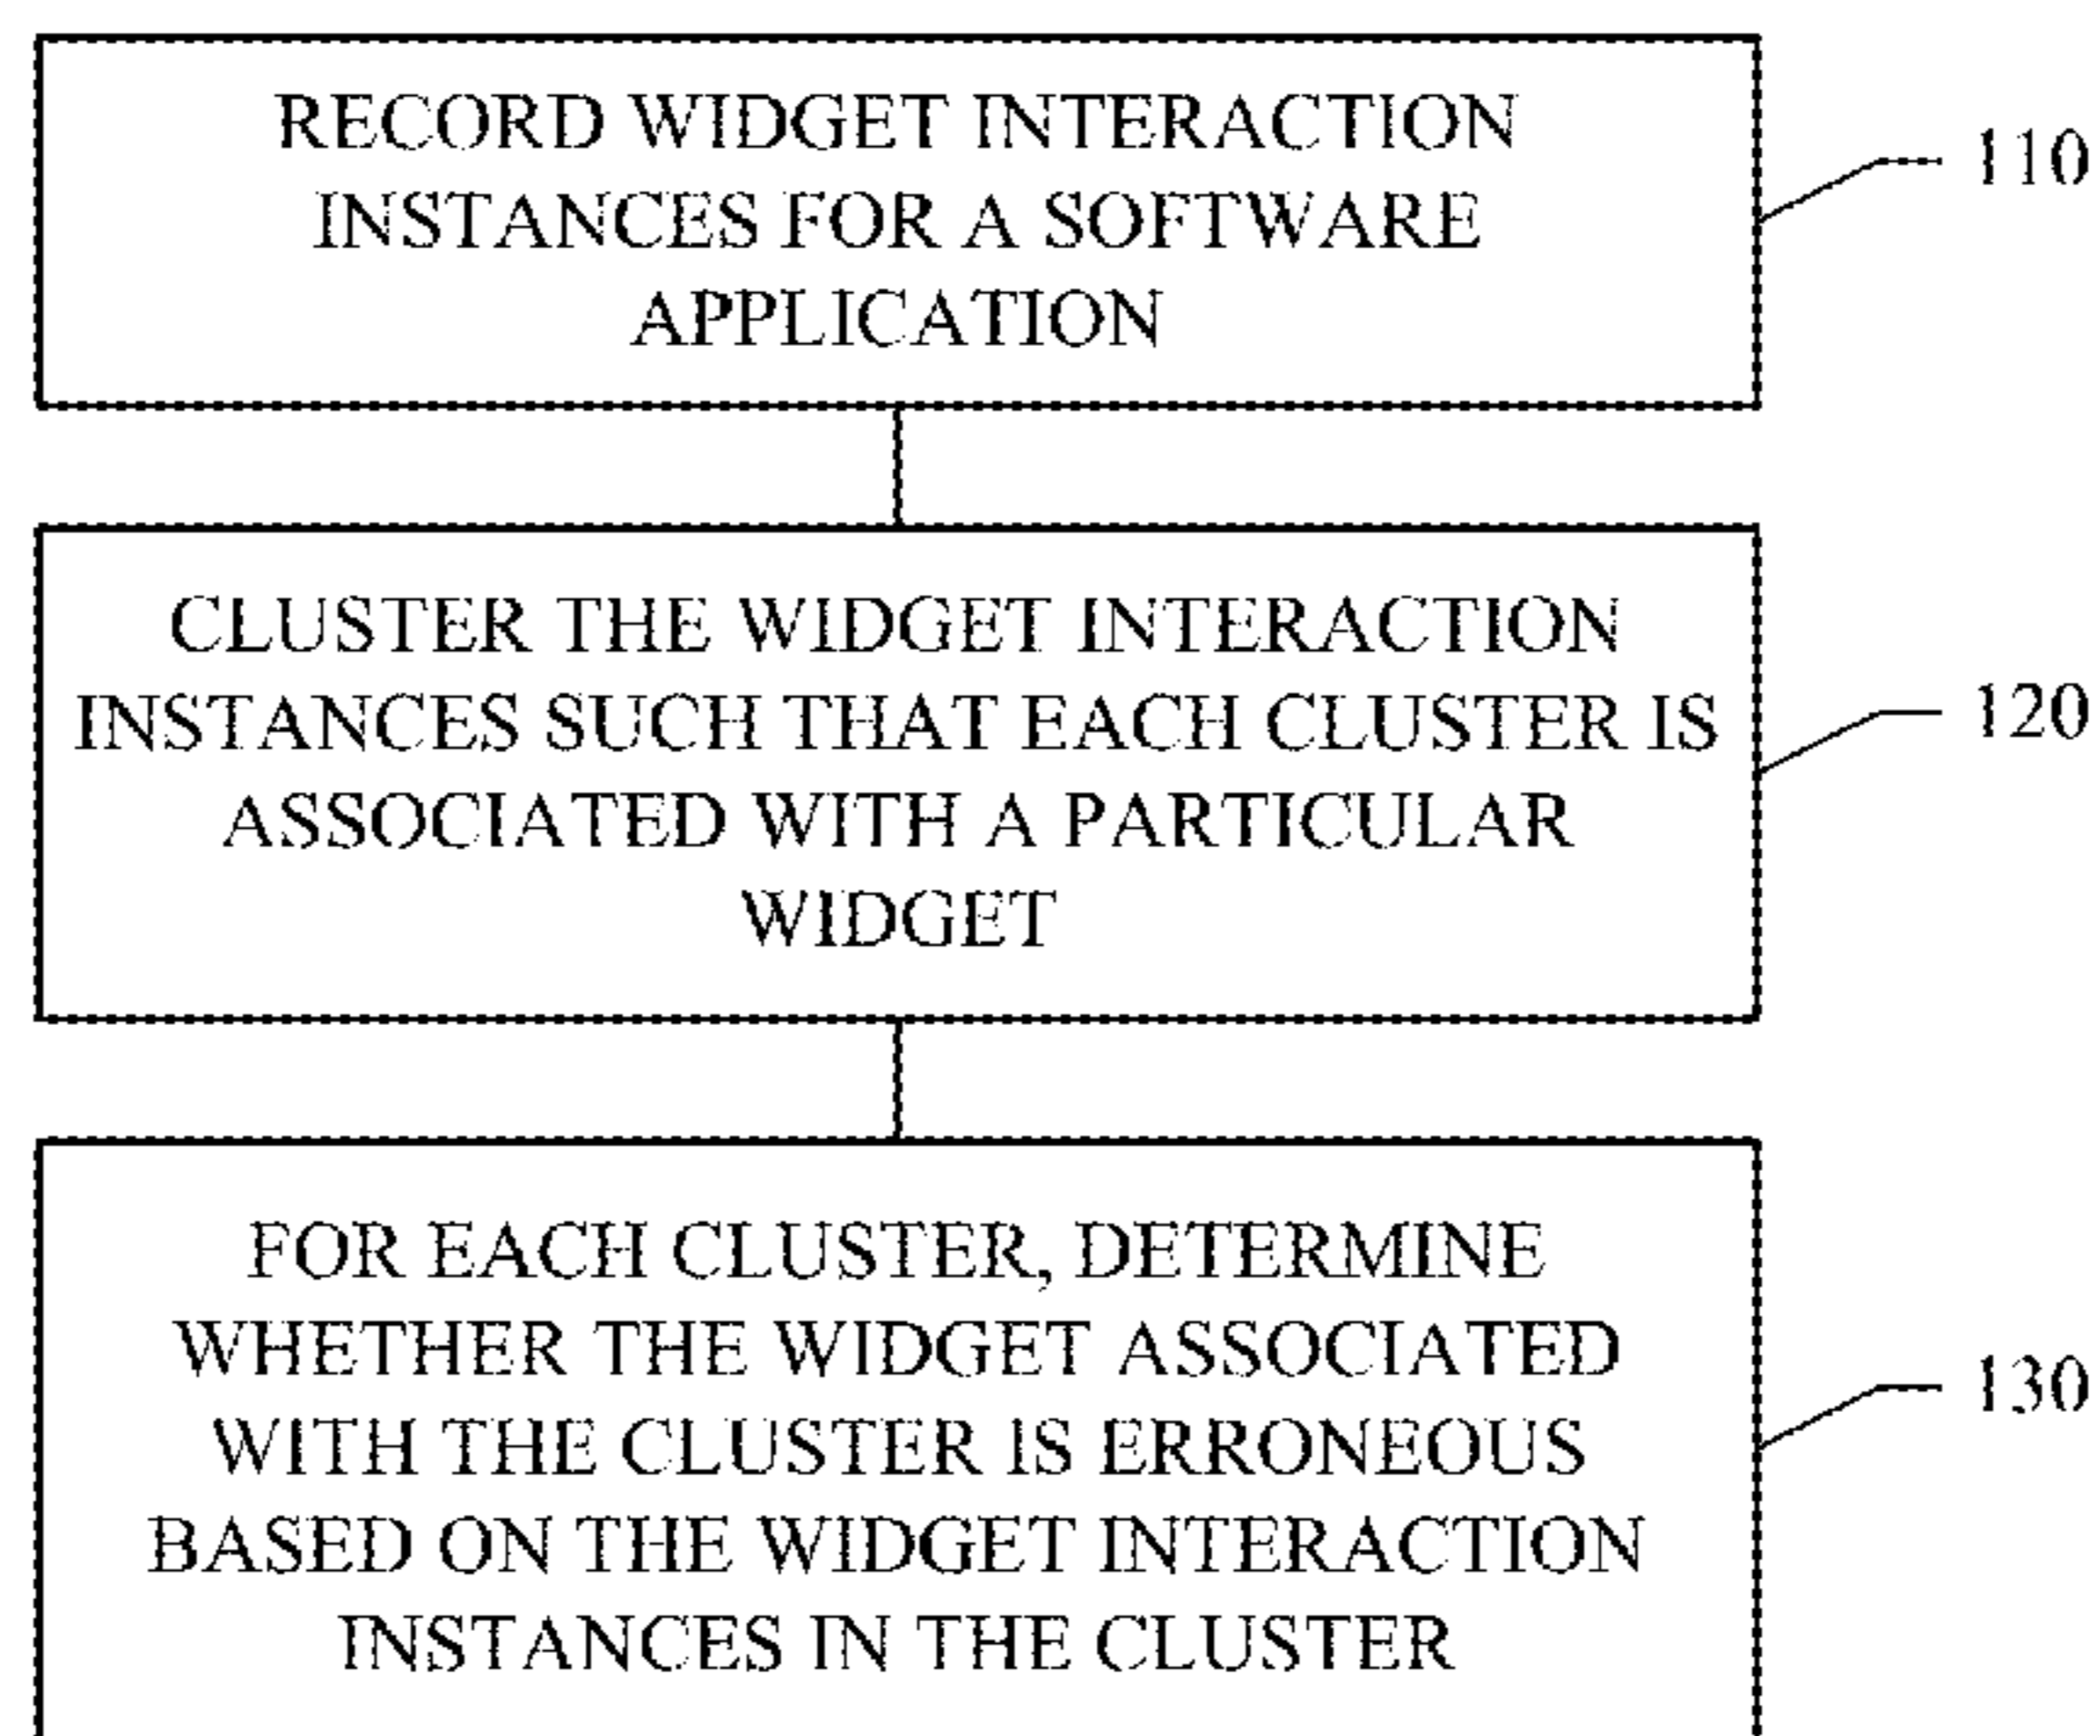 RECORD WIDGET INTERACTION
INSTANCES FOR A SOFTWARE
APPLICATION
110
CLUSTER THE WIDGET INTERACTION
INSTANCES SUCH THAT EACH CLUSTER IS
ASSOCIATED WITH A PARTICULAR
WIDGET
120
FOR EACH CLUSTER, DETERMINE
WHETHER THE WIDGET ASSOCIATED
WITH THE CLUSTER IS ERRONEOUS
BASED ON THE WIDGET INTERACTION
INSTANCES IN THE CLUSTER
130